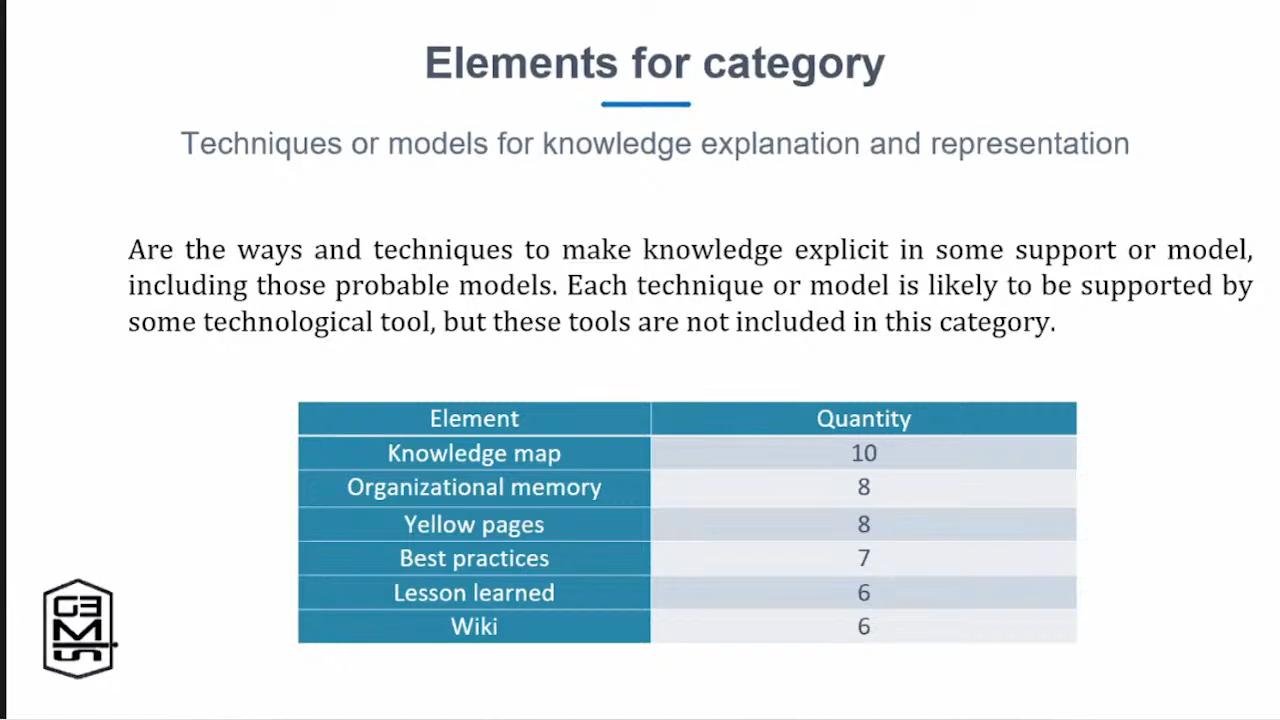 Elements for category
Techniques or models for knowledge explanation and representation
Are the ways and techniques to make knowledge explicit in some support or model,
including those probable models. Each technique or model is likely to be supported by
some technological tool, but these tools are not included in this category.
Element Quantity
Knowledge map 10
Organizational memory 8
Yellow pages 8
Best practices 7
Lesson learned 6
Wiki 6